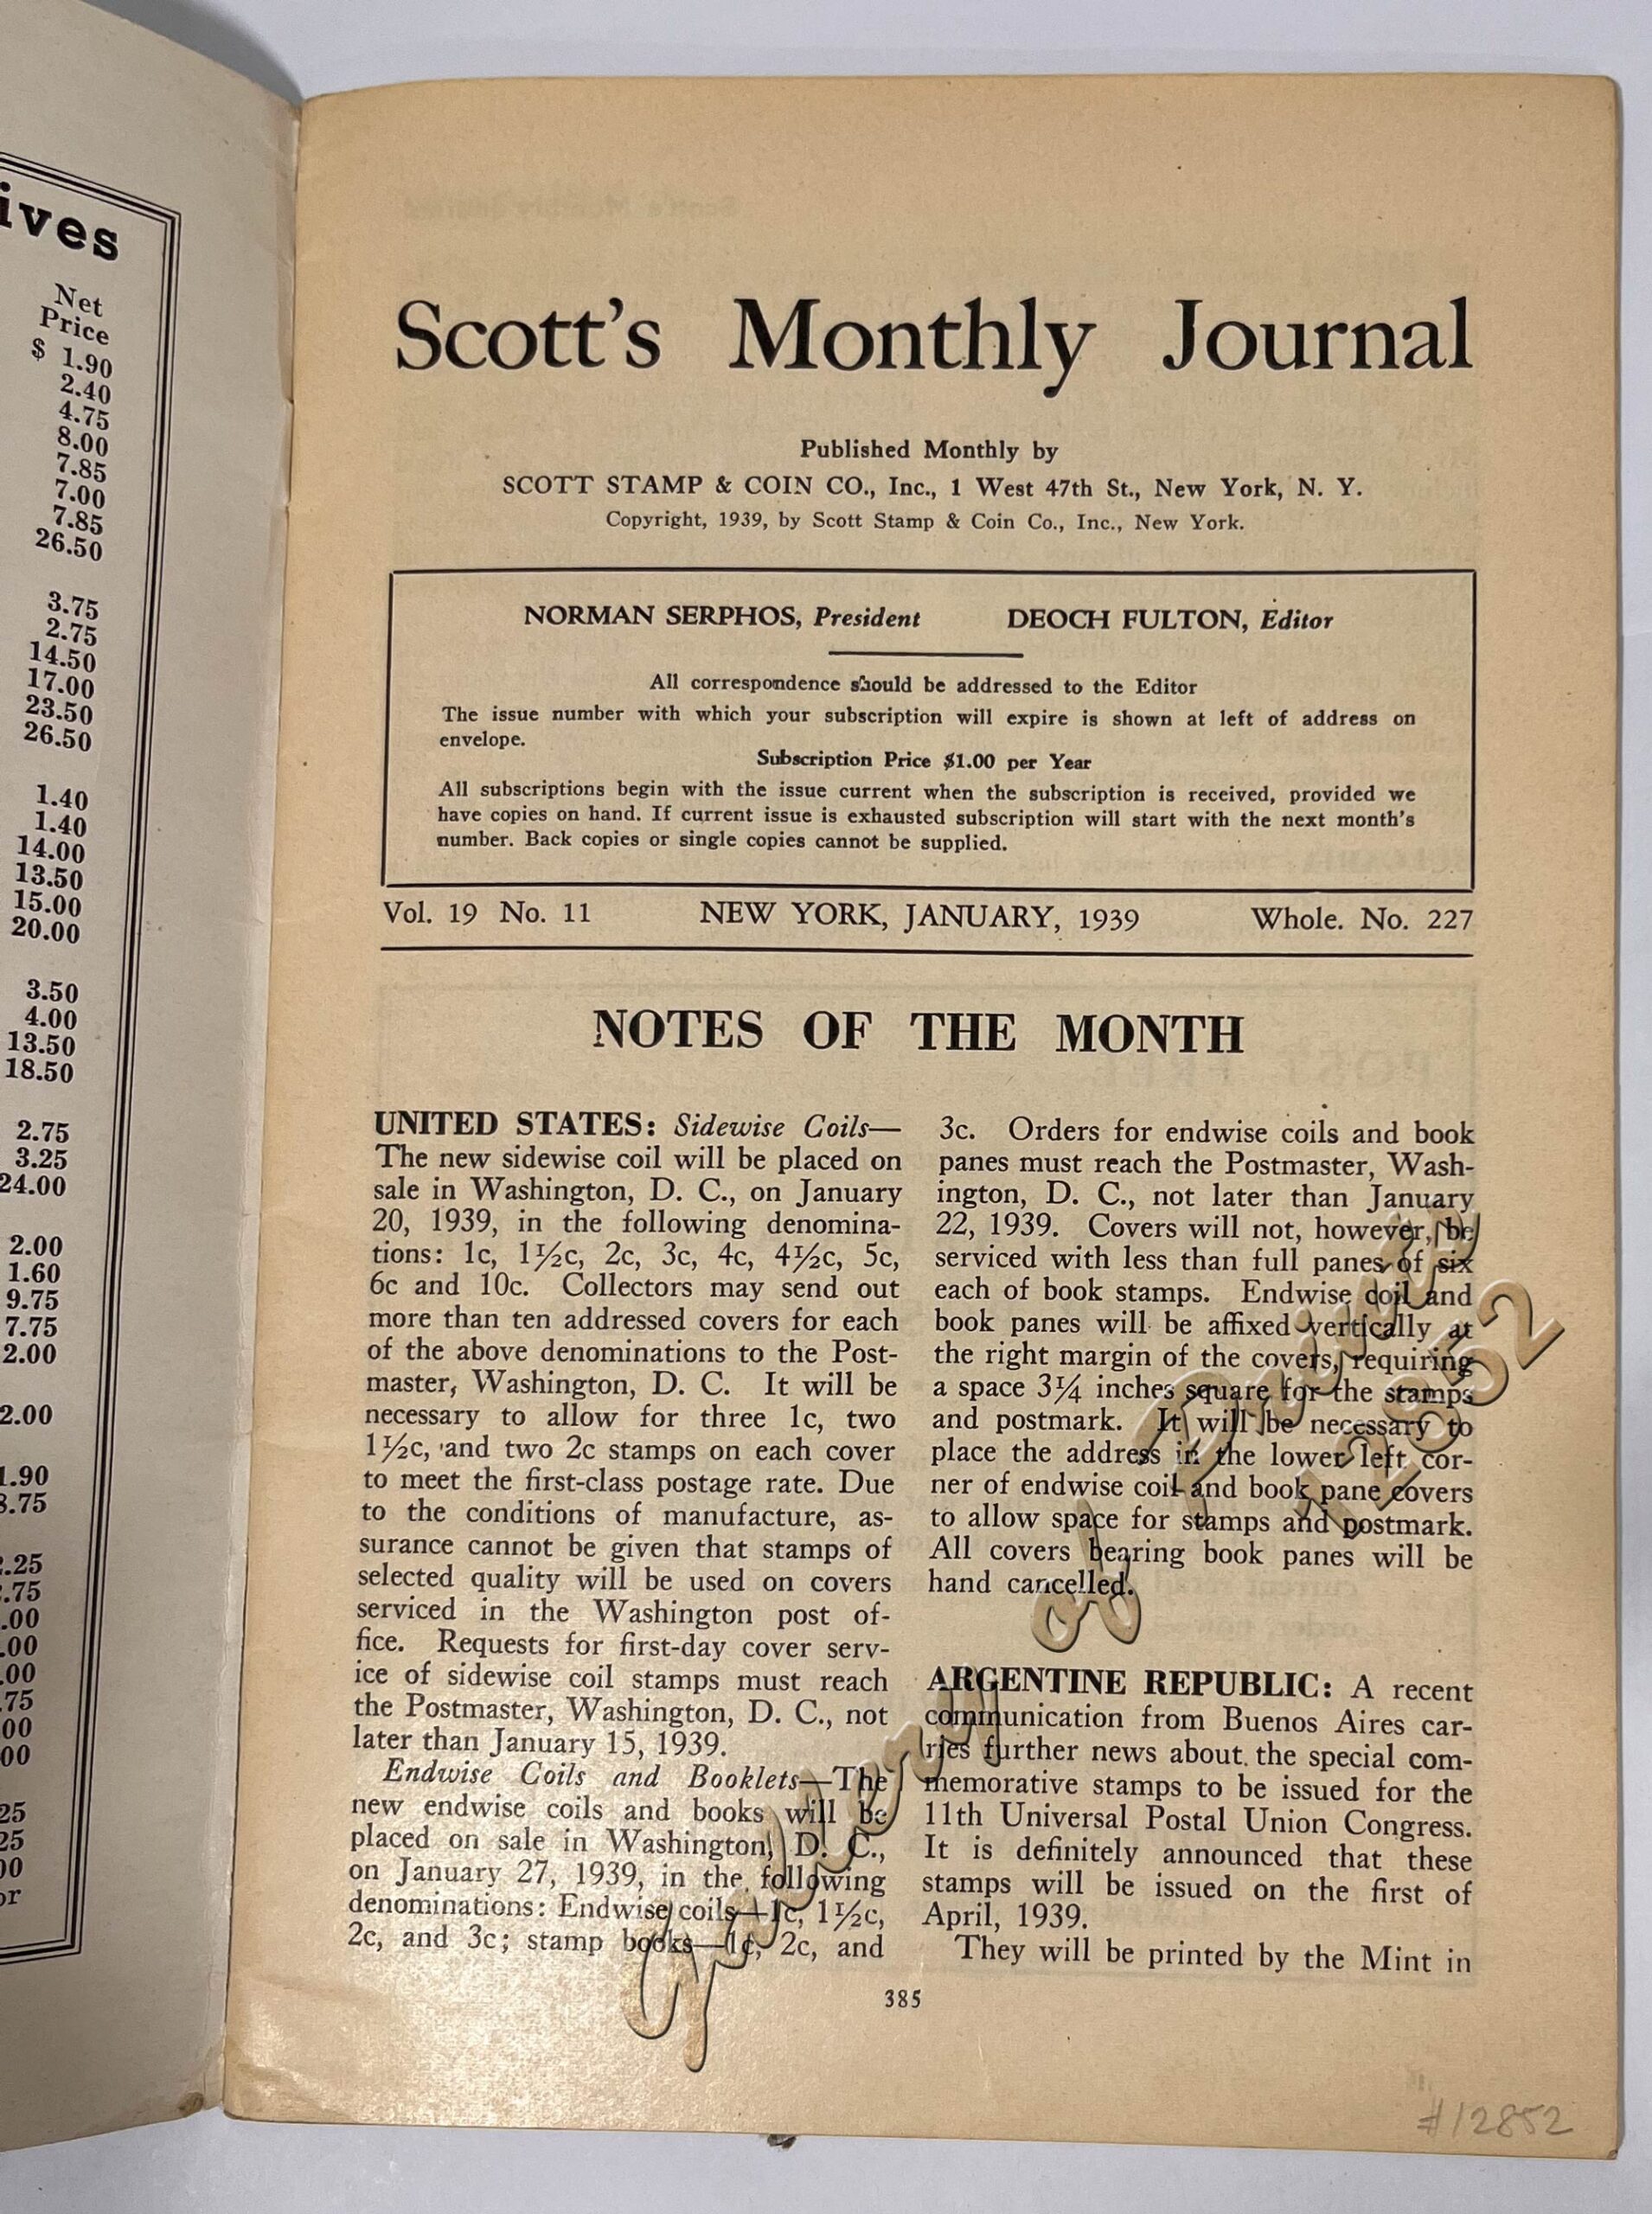 ives
Net
Price
$ 1.90
2.40
4.75
8.00
7.85
7.00
7.85
26.50
3.75
2.75
14.50
17.00
23.50
26.50
1.40
1.40
14.00
13.50
15.00
20.00
3.50
4.00
13.50
18.50
2.75
3.25
24.00
2.00
1.60
9.75
7.75
2.00
2.00
1.90
8.75
.25
.75
.00
.00
.00
.75
00
00
25
25
00
or
Scott's Monthly Journal
Published Monthly by
SCOTT STAMP & COIN CO., Inc., 1 West 47th St., New York, N. Y.
Copyright, 1939, by Scott Stamp & Coin Co., Inc., New York.
NORMAN SERPHOS, President DEOCH FULTON, Editor
All correspondence should be addressed to the Editor
The issue number with which your subscription will expire is shown at left of address on
envelope.
Subscription Price $1.00 per Year
All subscriptions begin with the issue current when the subscription is received, provided we
have copies on hand. If current issue is exhausted subscription will start with the next month's
number. Back copies or single copies cannot be supplied.
Vol. 19 No. 11 NEW YORK, JANUARY, 1939 Whole. No. 227
NOTES OF THE MONTH
UNITED STATES: Sidewise Coils—
The new sidewise coil will be placed on
sale in Washington, D. C., on January
20, 1939, in the following denomina-
tions: 1c, 1½c, 2c, 3c, 4c, 4½c, 5c,
6c and 10c. Collectors may send out
more than ten addressed covers for each
of the above denominations to the Post-
master, Washington, D. C. It will be
necessary to allow for three 1c, two
1½c, and two 2c stamps on each cover
to meet the first-class postage rate. Due
to the conditions of manufacture, as-
surance cannot be given that stamps of
selected quality will be used on covers
serviced in the Washington post of-
fice. Requests for first-day cover serv-
ice of sidewise coil stamps must reach
the Postmaster, Washington, D. C., not
later than January 15, 1939.
Endwise Coils and Booklets—The
new endwise coils and books will be
placed on sale in Washington, D. C.,
on January 27, 1939, in the following
denominations: Endwise coils—1c, 1½c,
2c, and 3c; stamp books—1c, 2c, and
3c. Orders for endwise coils and book
panes must reach the Postmaster, Wash-
ington, D. C., not later than January
22, 1939. Covers will not, however, be
serviced with less than full panes of six
each of book stamps. Endwise coil and
book panes will be affixed vertically at
the right margin of the covers, requiring
a space 3¼ inches square for the stamps
and postmark. It will be necessary to
place the address in the lower left cor-
ner of endwise coil and book pane covers
to allow space for stamps and postmark.
All covers bearing book panes will be
hand cancelled.
ARGENTINE REPUBLIC: A recent
communication from Buenos Aires car-
ries further news about the special com-
memorative stamps to be issued for the
11th Universal Postal Union Congress.
It is definitely announced that these
stamps will be issued on the first of
April, 1939.
They will be printed by the Mint in
385
#12852
12852